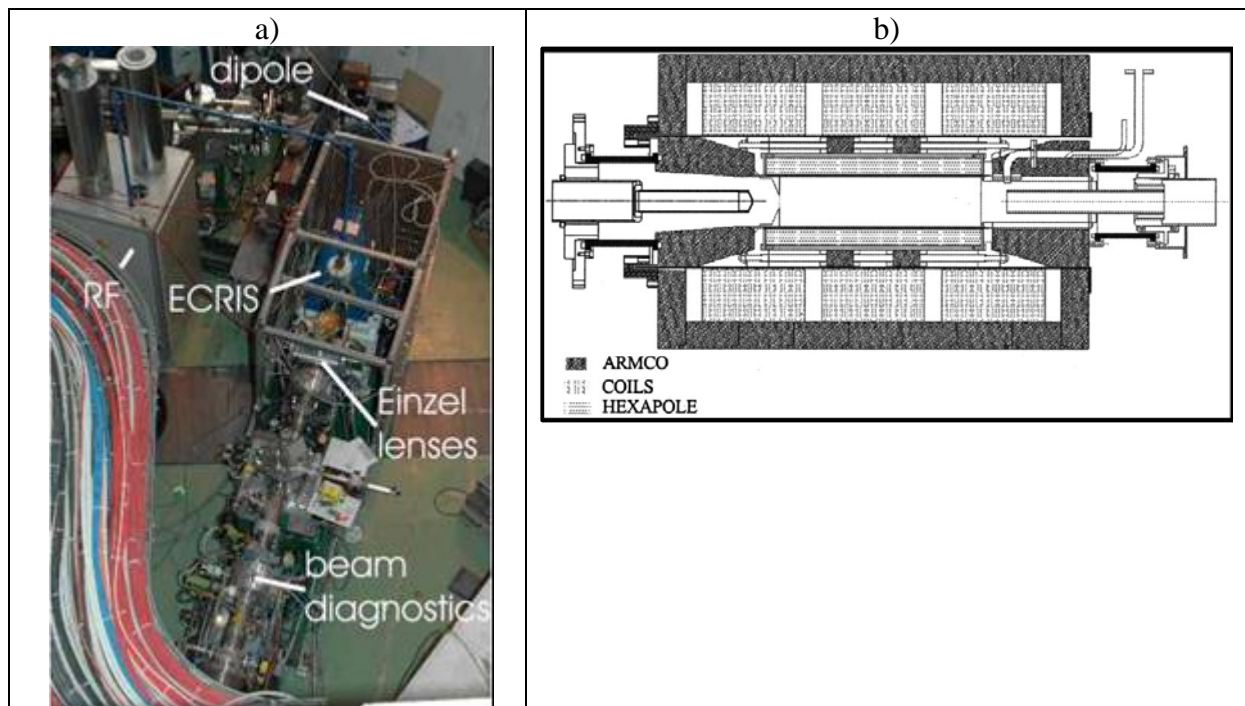 a)
dipole
RF
ECRIS
Einzel
lenses
beam
diagnostics
b)
ARMCO
COILS
HEXAPOLE